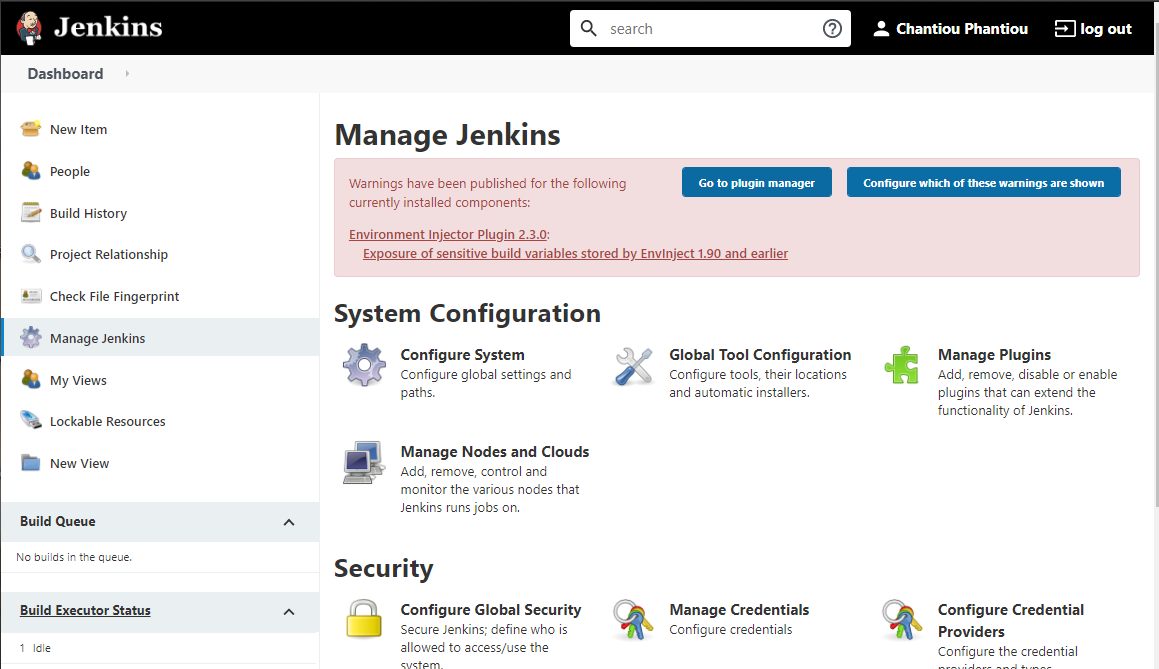 Jenkins
search
Chantiou Phantiou
log out
Dashboard
New Item
People
Build History
Project Relationship
Check File Fingerprint
Manage Jenkins
My Views
Lockable Resources
New View
Build Queue
No builds in the queue.
Build Executor Status
1 Idle
Manage Jenkins
Warnings have been published for the following
currently installed components:
Go to plugin manager
Configure which of these warnings are shown
Environment Injector Plugin 2.3.0:
Exposure of sensitive build variables stored by EnvInject 1.90 and earlier
System Configuration
Configure System
Configure global settings and
paths.
Global Tool Configuration
Configure tools, their locations
and automatic installers.
Manage Plugins
Add, remove, disable or enable
plugins that can extend the
functionality of Jenkins.
Manage Nodes and Clouds
Add, remove, control and
monitor the various nodes that
Jenkins runs jobs on.
Security
Configure Global Security
Secure Jenkins; define who is
allowed to access/use the
system.
Manage Credentials
Configure credentials
Configure Credential
Providers
Configure the credential
providers and types